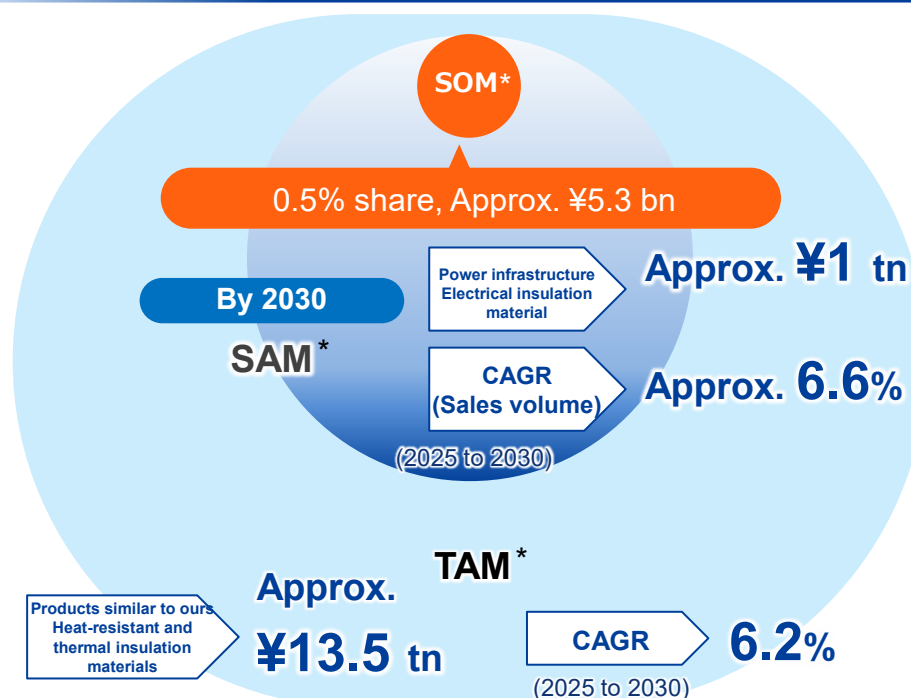 SOM*
0.5% share, Approx. ¥5.3 bn
Power infrastructure
Electrical insulation
material
Approx. ¥1 tn
By 2030
SAM*
CAGR
(Sales volume)
Approx. 6.6%
(2025 to 2030)
TAM*
Products similar to ours
Heat-resistant and
thermal insulation
materials
Approx.
¥13.5 tn
CAGR
6.2%
(2025 to 2030)